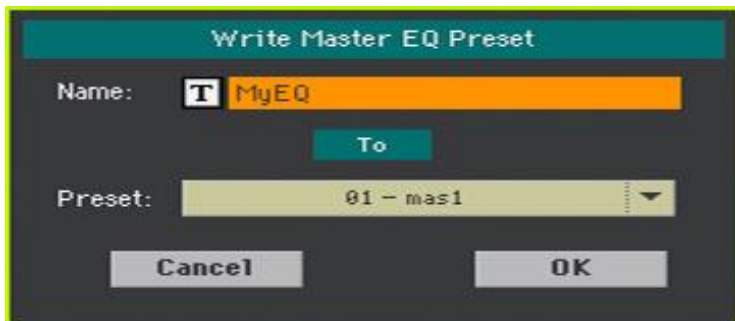 Write Master EQ Preset
Name: T MyEQ
To
Preset: 01 - mas1
Cancel OK